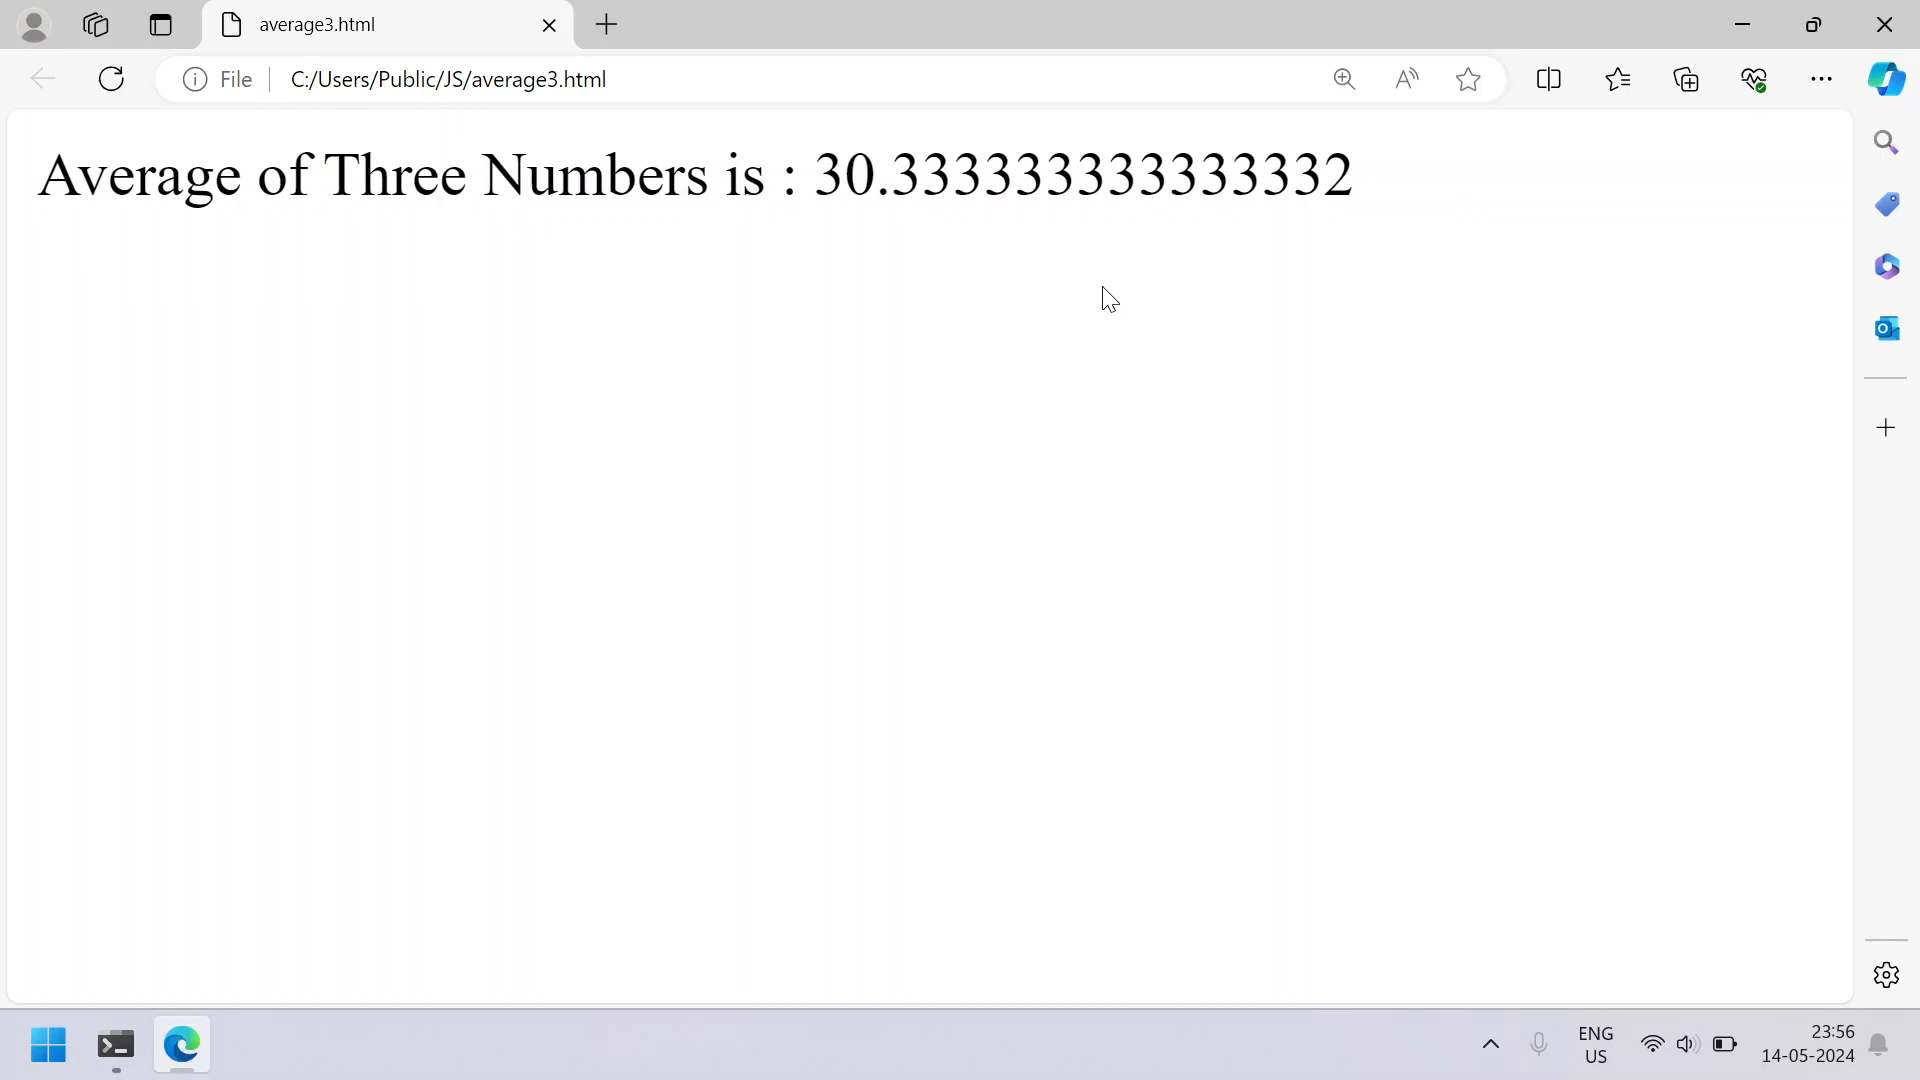 average3.html
File C:/Users/Public/JS/average3.html
Average of Three Numbers is : 30.333333333333332
ENG
US
23:56
14-05-2024